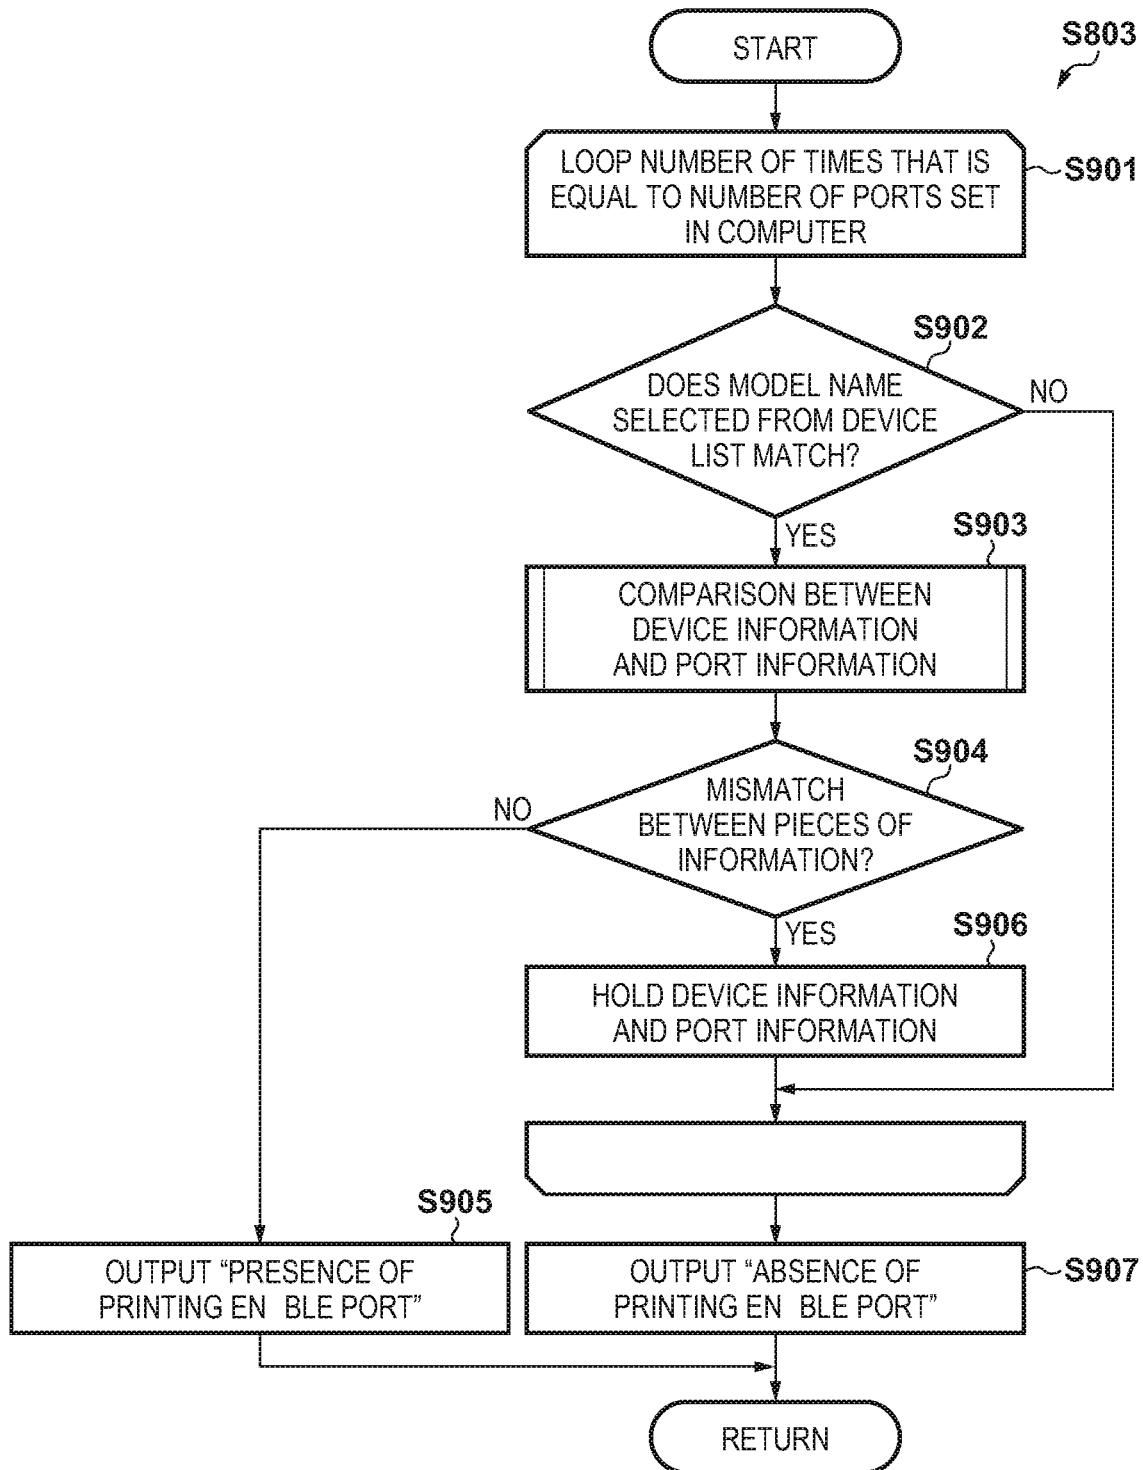 START
S803
LOOP NUMBER OF TIMES THAT IS
EQUAL TO NUMBER OF PORTS SET
IN COMPUTER
S901
S902
DOES MODEL NAME
SELECTED FROM DEVICE
LIST MATCH?
NO
YES
S903
COMPARISON BETWEEN
DEVICE INFORMATION
AND PORT INFORMATION
S904
MISMATCH
BETWEEN PIECES OF
INFORMATION?
NO
YES
S906
HOLD DEVICE INFORMATION
AND PORT INFORMATION
S905
OUTPUT “PRESENCE OF
PRINTING EN BLE PORT”
OUTPUT “ABSENCE OF
PRINTING EN BLE PORT”
S907
RETURN